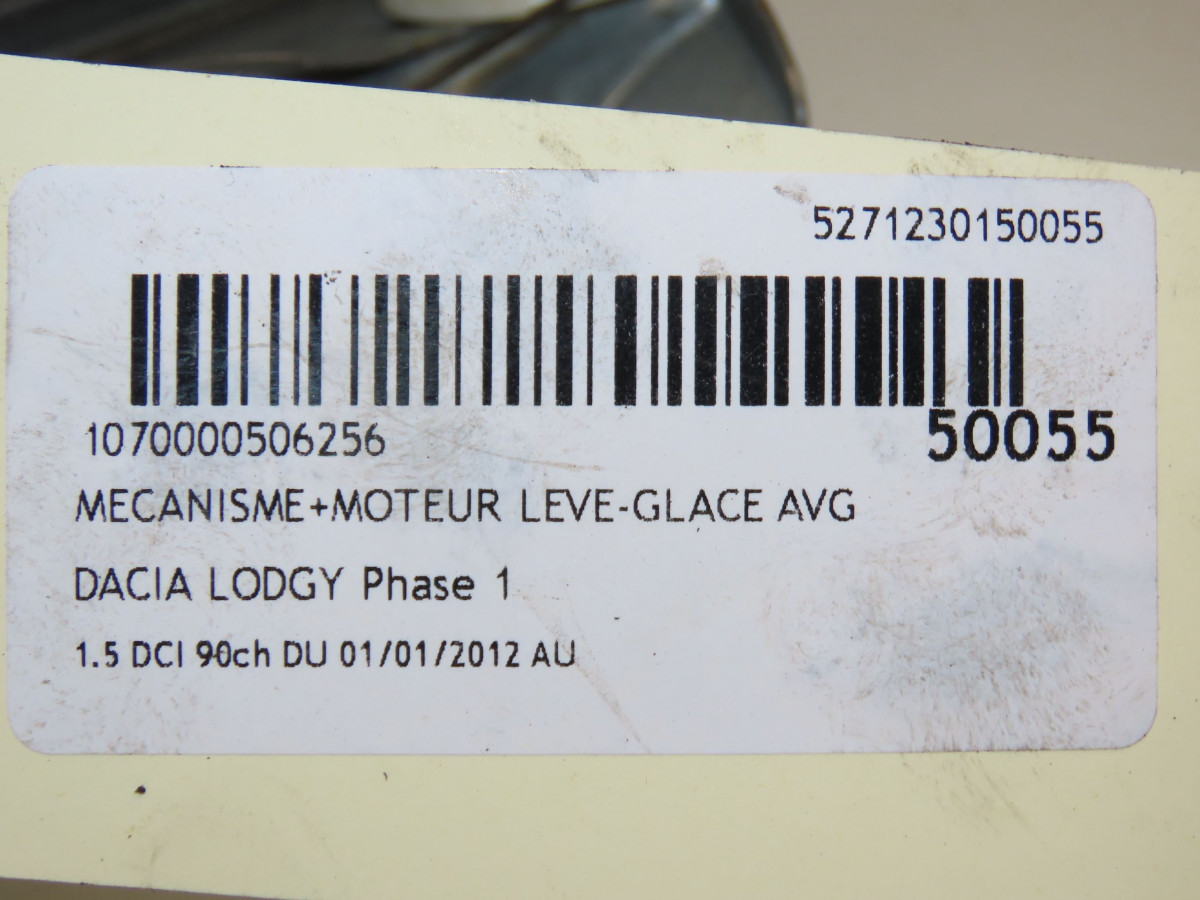 5271230150055
1070000506256
50055
MECANISME+MOTEUR LEVE-GLACE AVG
DACIA LODGY Phase 1
1.5 DCI 90ch DU 01/01/2012 AU